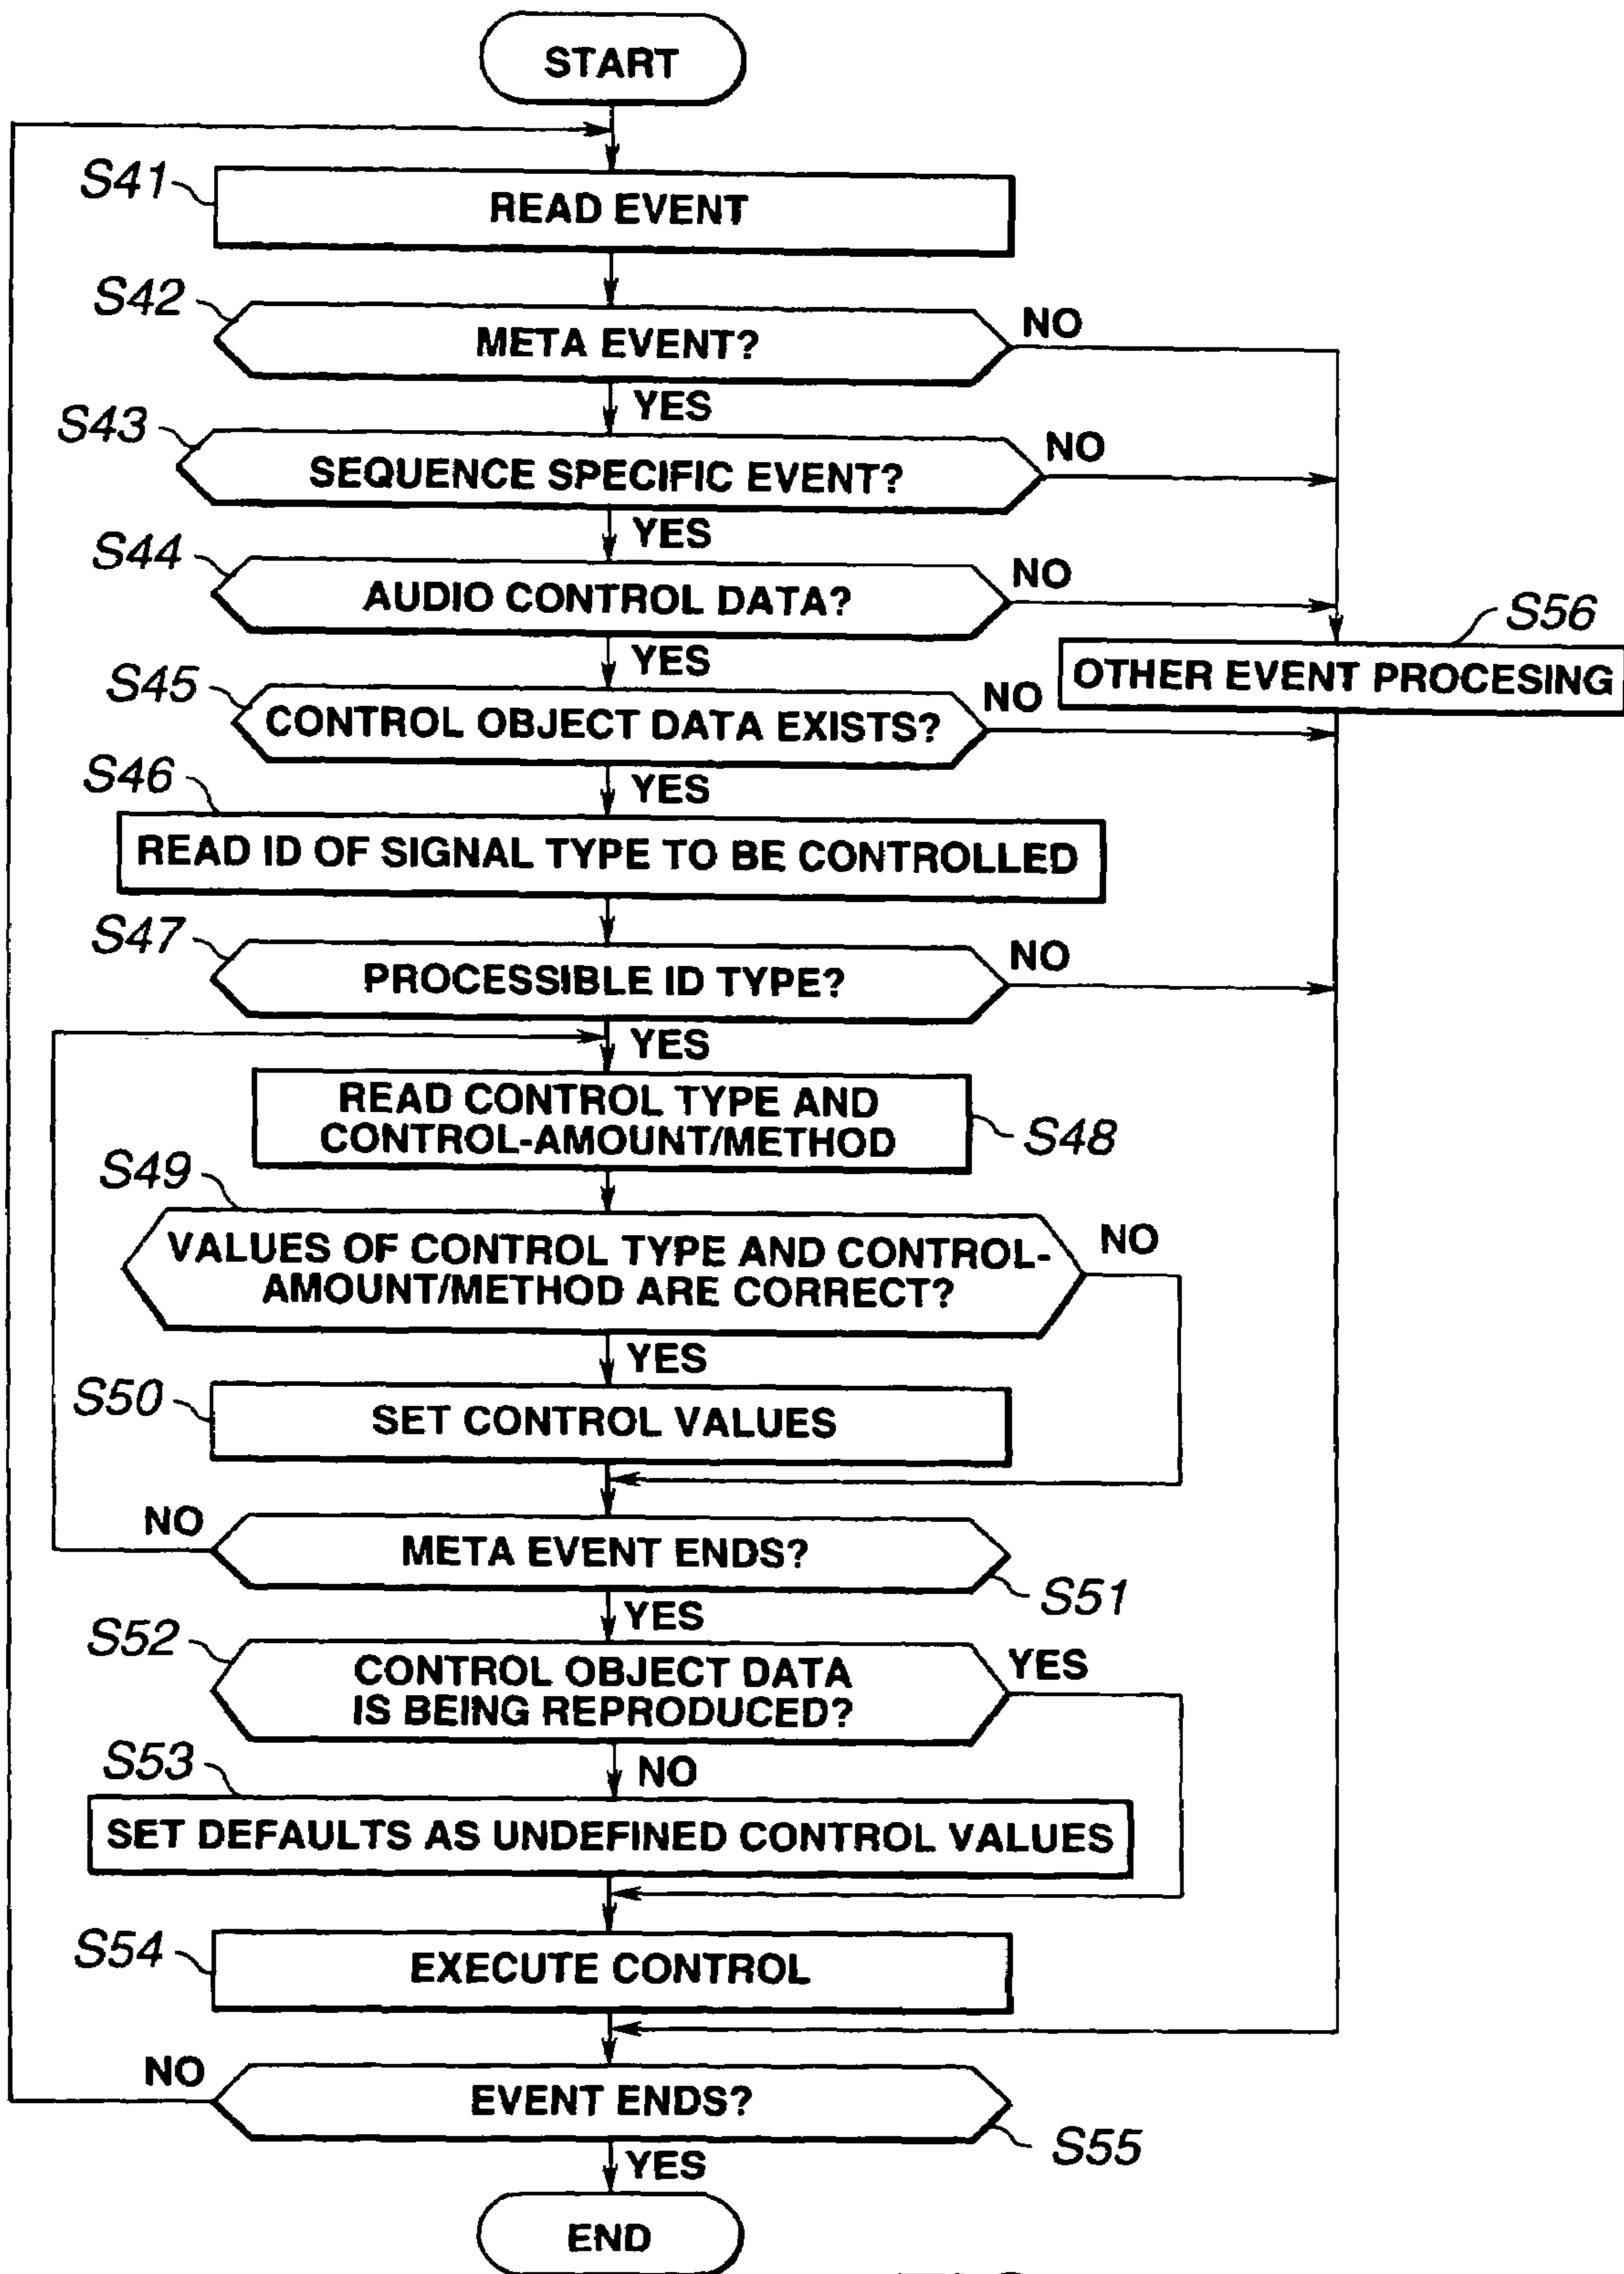 START
S41
READ EVENT
S42
META EVENT?
NO
YES
S43
SEQUENCE SPECIFIC EVENT?
NO
YES
S44
AUDIO CONTROL DATA?
NO
YES
S56
OTHER EVENT PROCESING
S45
CONTROL OBJECT DATA EXISTS?
NO
YES
S46
READ ID OF SIGNAL TYPE TO BE CONTROLLED
S47
PROCESSIBLE ID TYPE?
NO
YES
READ CONTROL TYPE AND
CONTROL-AMOUNT/METHOD
S48
S49
VALUES OF CONTROL TYPE AND CONTROL-
AMOUNT/METHOD ARE CORRECT?
NO
YES
S50
SET CONTROL VALUES
NO
META EVENT ENDS?
S51
YES
S52
CONTROL OBJECT DATA
IS BEING REPRODUCED?
YES
NO
S53
SET DEFAULTS AS UNDEFINED CONTROL VALUES
S54
EXECUTE CONTROL
NO
EVENT ENDS?
S55
YES
END